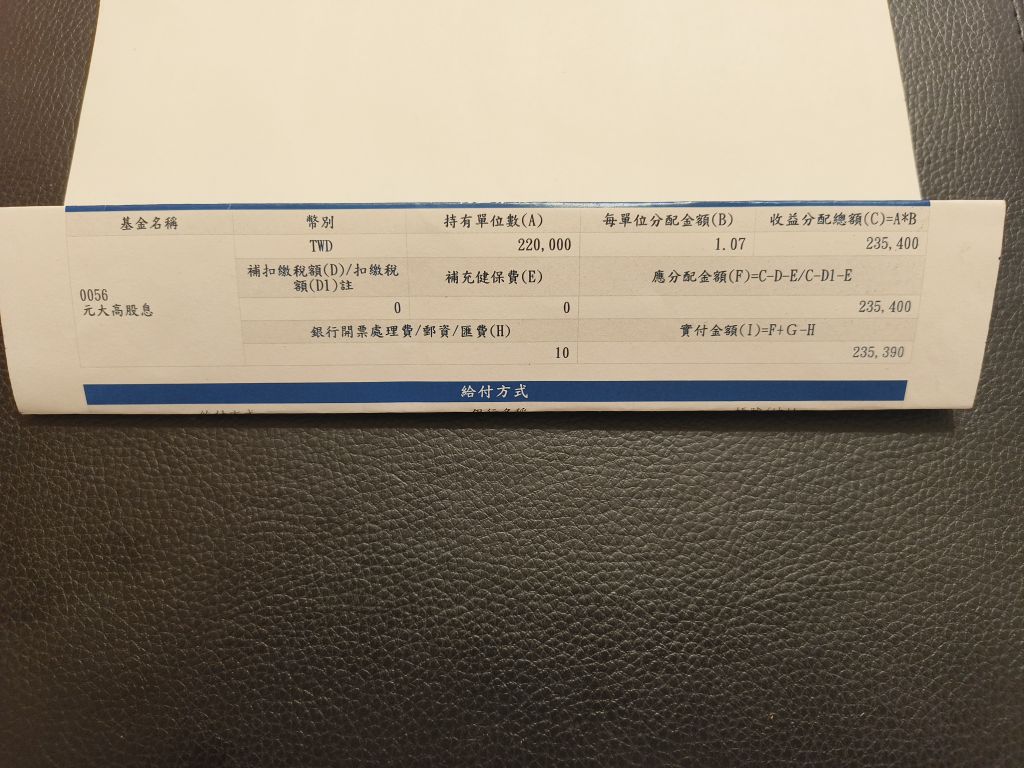 基金名稱 幣別 持有單位數(A) 每單位分配金額(B) 收益分配總額(C)=A*B
TWD 220,000 1.07 235,400
補扣繳稅額(D)/扣繳稅額(D1)註 補充健保費(E) 應分配金額(F)=C-D-E/C-D1-E
0056
元大高股息
0 0 235,400
銀行開票處理費/郵資/匯費(H) 實付金額(I)=F+G-H
10 235,390
給付方式